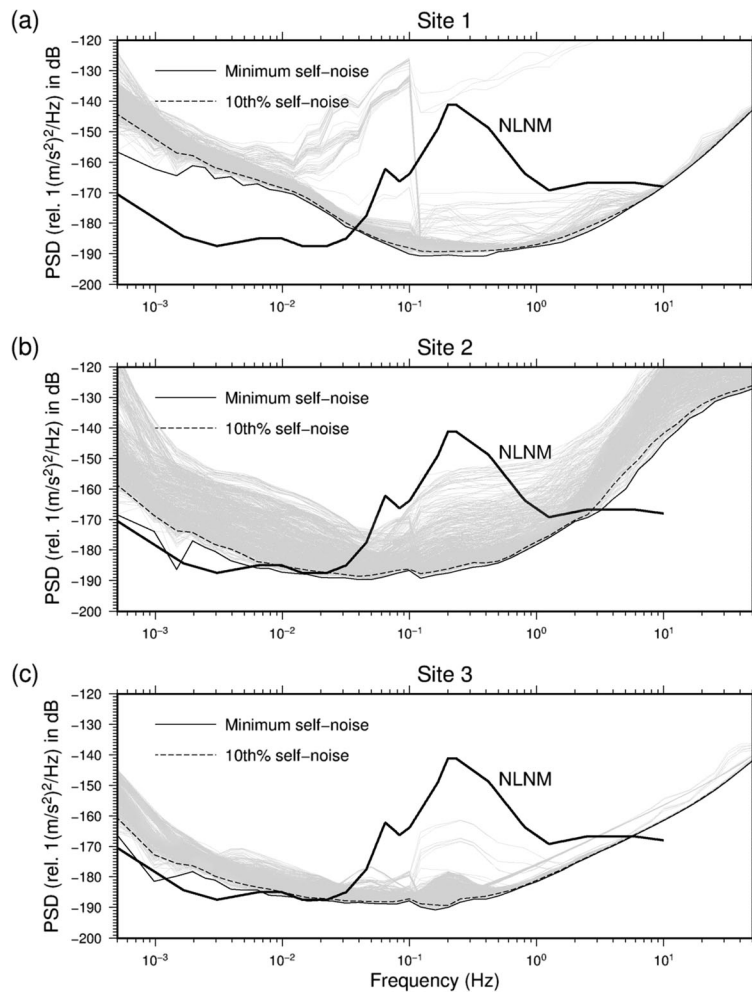 (a)
Site 1
PSD (rel. 1(m/s²)²/Hz) in dB
−120
−130
−140
−150
−160
−170
−180
−190
−200
Minimum self−noise
10th% self−noise
NLNM
10⁻³
10⁻²
10⁻¹
10⁰
10¹
(b)
Site 2
PSD (rel. 1(m/s²)²/Hz) in dB
−120
−130
−140
−150
−160
−170
−180
−190
−200
Minimum self−noise
10th% self−noise
NLNM
10⁻³
10⁻²
10⁻¹
10⁰
10¹
(c)
Site 3
PSD (rel. 1(m/s²)²/Hz) in dB
−120
−130
−140
−150
−160
−170
−180
−190
−200
Minimum self−noise
10th% self−noise
NLNM
10⁻³
10⁻²
10⁻¹
10⁰
10¹
Frequency (Hz)